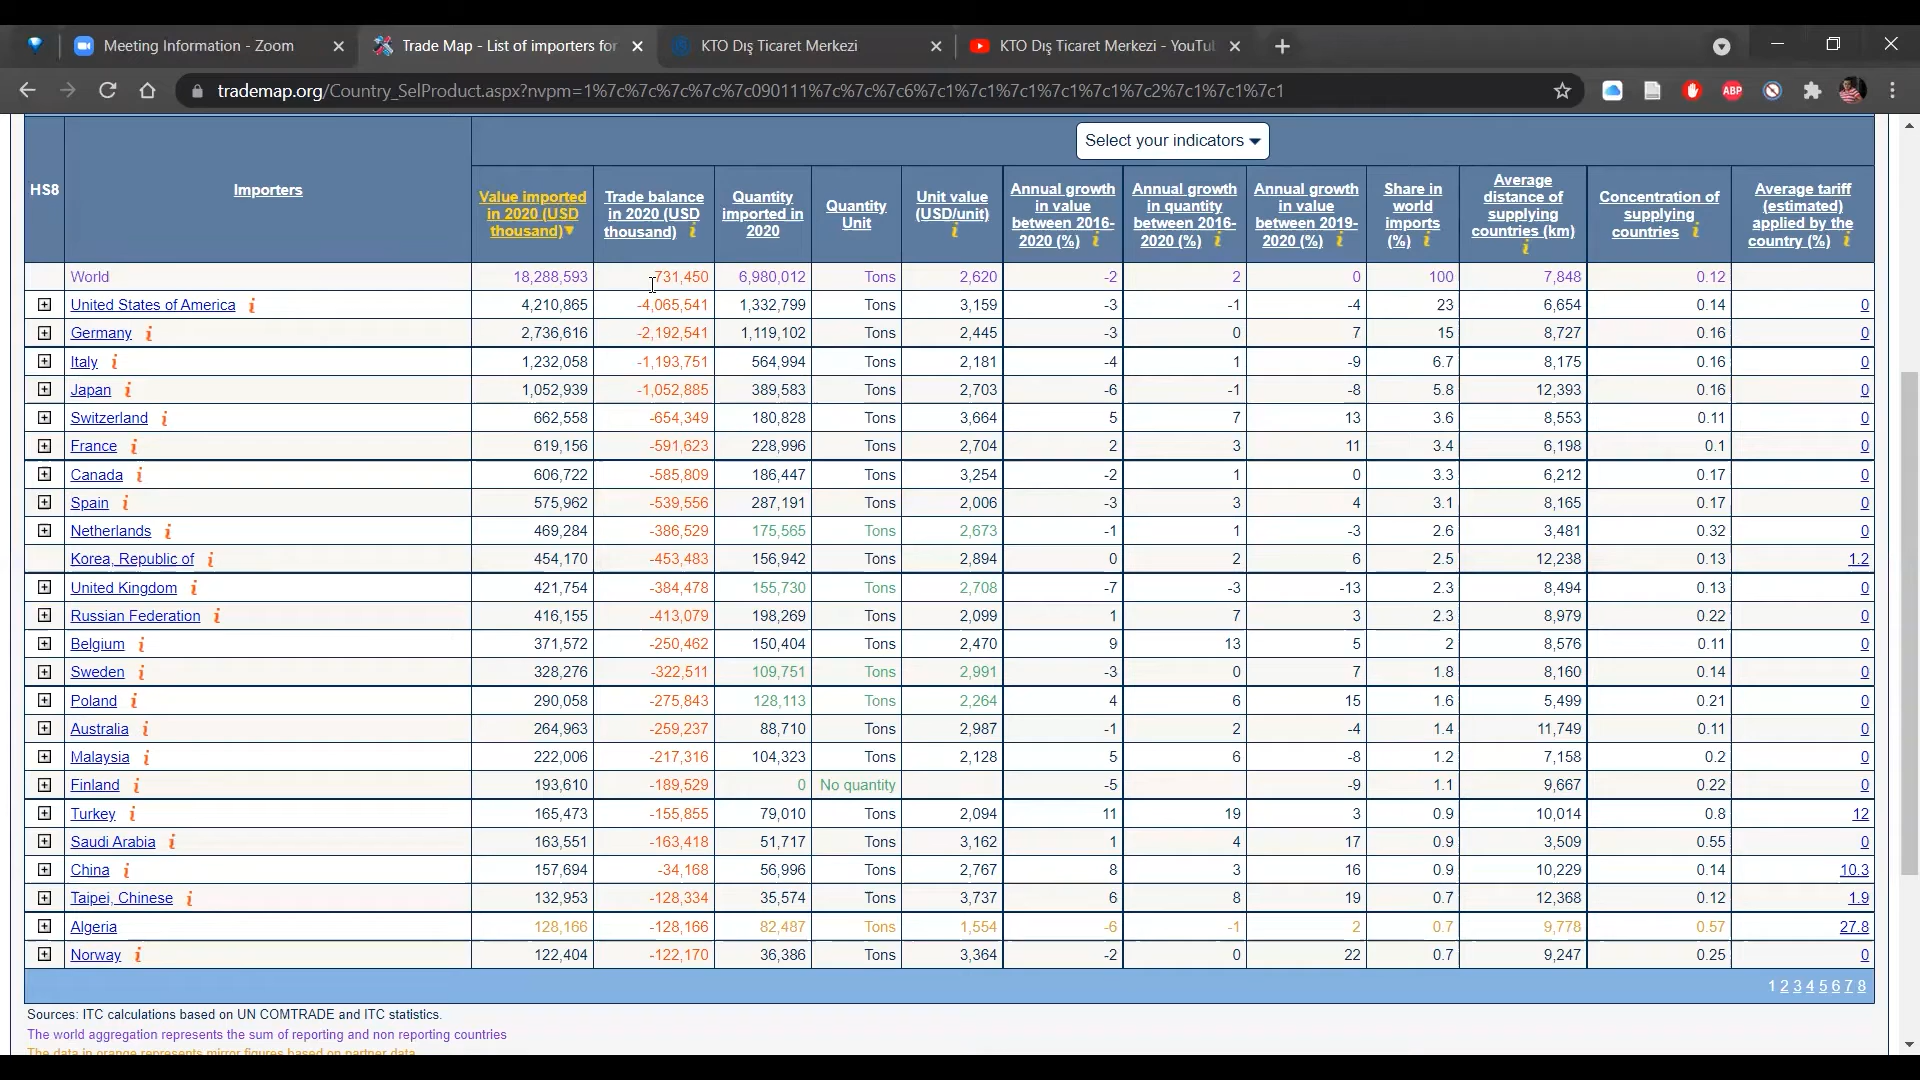 Meeting Information - Zoom
Trade Map - List of importers for
KTO Dış Ticaret Merkezi
KTO Dış Ticaret Merkezi - YouTu
trademap.org/Country_SelProduct.aspx?nvpm=1%7c%7c%7c%7c%7c090111%7c%7c%7c6%7c1%7c1%7c1%7c1%7c1%7c2%7c1%7c1%7c1
ABP
Select your indicators
HS8 Importers Value imported in 2020 (USD thousand)▼ Trade balance in 2020 (USD thousand) i Quantity imported in 2020 Quantity Unit Unit value (USD/unit) i Annual growth in value between 2016-2020 (%) i Annual growth in quantity between 2016-2020 (%) i Annual growth in value between 2019-2020 (%) i Share in world imports (%) i Average distance of supplying countries (km) i Concentration of supplying countries i Average tariff (estimated) applied by the country (%) i
World 18,288,593 -731,450 6,980,012 Tons 2,620 -2 2 0 100 7,848 0.12
United States of America i 4,210,865 -4,065,541 1,332,799 Tons 3,159 -3 -1 -4 23 6,654 0.14 0
Germany i 2,736,616 -2,192,541 1,119,102 Tons 2,445 -3 0 7 15 8,727 0.16 0
Italy i 1,232,058 -1,193,751 564,994 Tons 2,181 -4 1 -9 6.7 8,175 0.16 0
Japan i 1,052,939 -1,052,885 389,583 Tons 2,703 -6 -1 -8 5.8 12,393 0.16 0
Switzerland i 662,558 -654,349 180,828 Tons 3,664 5 7 13 3.6 8,553 0.11 0
France i 619,156 -591,623 228,996 Tons 2,704 2 3 11 3.4 6,198 0.1 0
Canada i 606,722 -585,809 186,447 Tons 3,254 -2 1 0 3.3 6,212 0.17 0
Spain i 575,962 -539,556 287,191 Tons 2,006 -3 3 4 3.1 8,165 0.17 0
Netherlands i 469,284 -386,529 175,565 Tons 2,673 -1 1 -3 2.6 3,481 0.32 0
Korea, Republic of i 454,170 -453,483 156,942 Tons 2,894 0 2 6 2.5 12,238 0.13 1.2
United Kingdom i 421,754 -384,478 155,730 Tons 2,708 -7 -3 -13 2.3 8,494 0.13 0
Russian Federation i 416,155 -413,079 198,269 Tons 2,099 1 7 3 2.3 8,979 0.22 0
Belgium i 371,572 -250,462 150,404 Tons 2,470 9 13 5 2 8,576 0.11 0
Sweden i 328,276 -322,511 109,751 Tons 2,991 -3 0 7 1.8 8,160 0.14 0
Poland i 290,058 -275,843 128,113 Tons 2,264 4 6 15 1.6 5,499 0.21 0
Australia i 264,963 -259,237 88,710 Tons 2,987 -1 2 -4 1.4 11,749 0.11 0
Malaysia i 222,006 -217,316 104,323 Tons 2,128 5 6 -8 1.2 7,158 0.2 0
Finland i 193,610 -189,529 0 No quantity -5 -9 1.1 9,667 0.22 0
Turkey i 165,473 -155,855 79,010 Tons 2,094 11 19 3 0.9 10,014 0.8 12
Saudi Arabia i 163,551 -163,418 51,717 Tons 3,162 1 4 17 0.9 3,509 0.55 0
China i 157,694 -34,168 56,996 Tons 2,767 8 3 16 0.9 10,229 0.14 10.3
Taipei, Chinese i 132,953 -128,334 35,574 Tons 3,737 6 8 19 0.7 12,368 0.12 1.9
Algeria 128,166 -128,166 82,487 Tons 1,554 -6 -1 2 0.7 9,778 0.57 27.8
Norway i 122,404 -122,170 36,386 Tons 3,364 -2 0 22 0.7 9,247 0.25 0
1 2 3 4 5 6 7 8
Sources: ITC calculations based on UN COMTRADE and ITC statistics.
The world aggregation represents the sum of reporting and non reporting countries
The data in orange represents mirror figures based on partner data